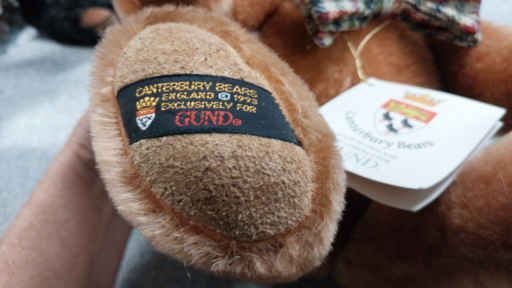 CANTERBURY BEARS
ENGLAND © 1993
EXCLUSIVELY FOR
GUND®
Canterbury
Bears